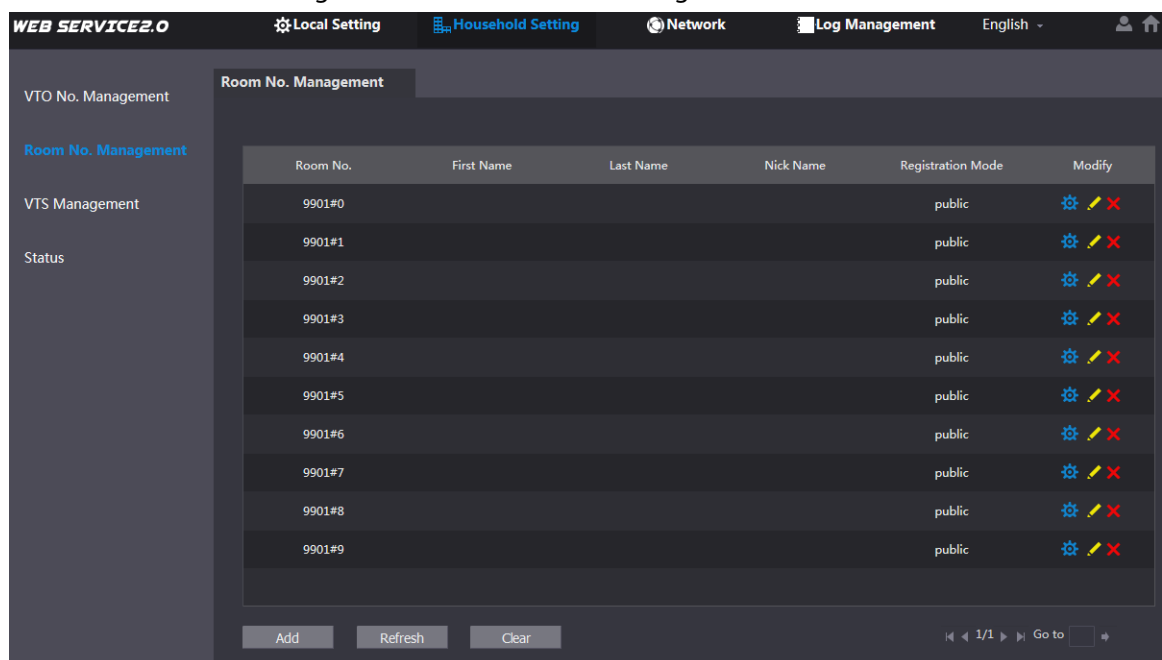 WEB SERVICE2.0 Local Setting Household Setting Network Log Management English
VTO No. Management
Room No. Management
VTS Management
Status
Room No. Management
Room No. First Name Last Name Nick Name Registration Mode Modify
9901#0 public
9901#1 public
9901#2 public
9901#3 public
9901#4 public
9901#5 public
9901#6 public
9901#7 public
9901#8 public
9901#9 public
Add Refresh Clear 1/1 Go to